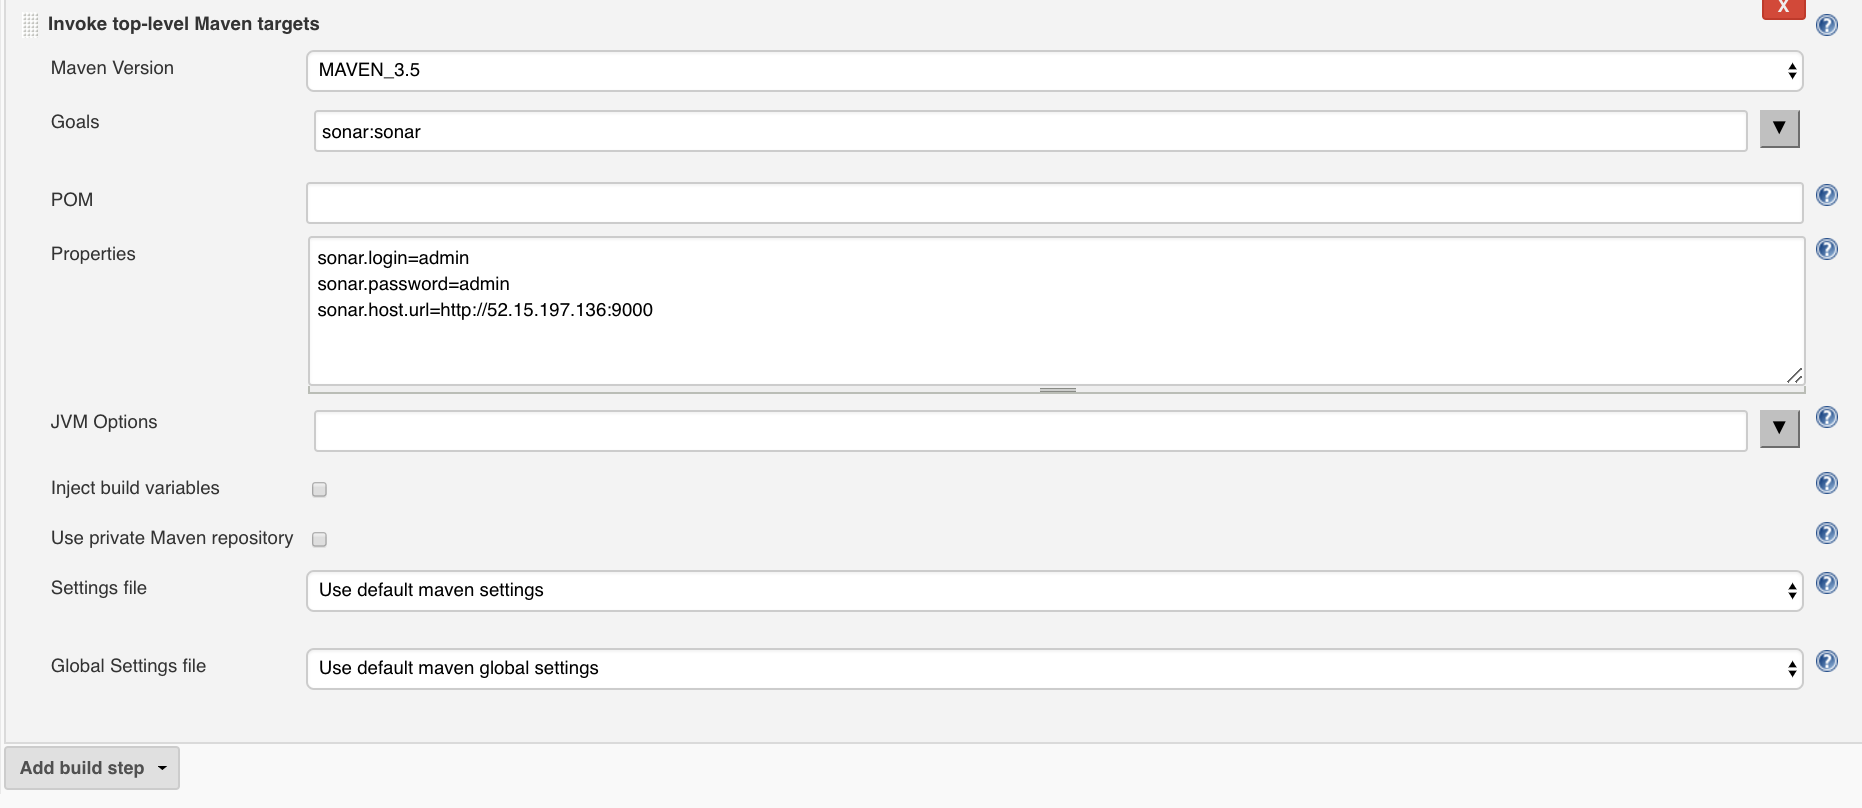 Invoke top-level Maven targets
X
Maven Version
MAVEN_3.5
Goals
sonar:sonar
▼
POM
Properties
sonar.login=admin
sonar.password=admin
sonar.host.url=http://52.15.197.136:9000
JVM Options
▼
Inject build variables
Use private Maven repository
Settings file
Use default maven settings
Global Settings file
Use default maven global settings
Add build step